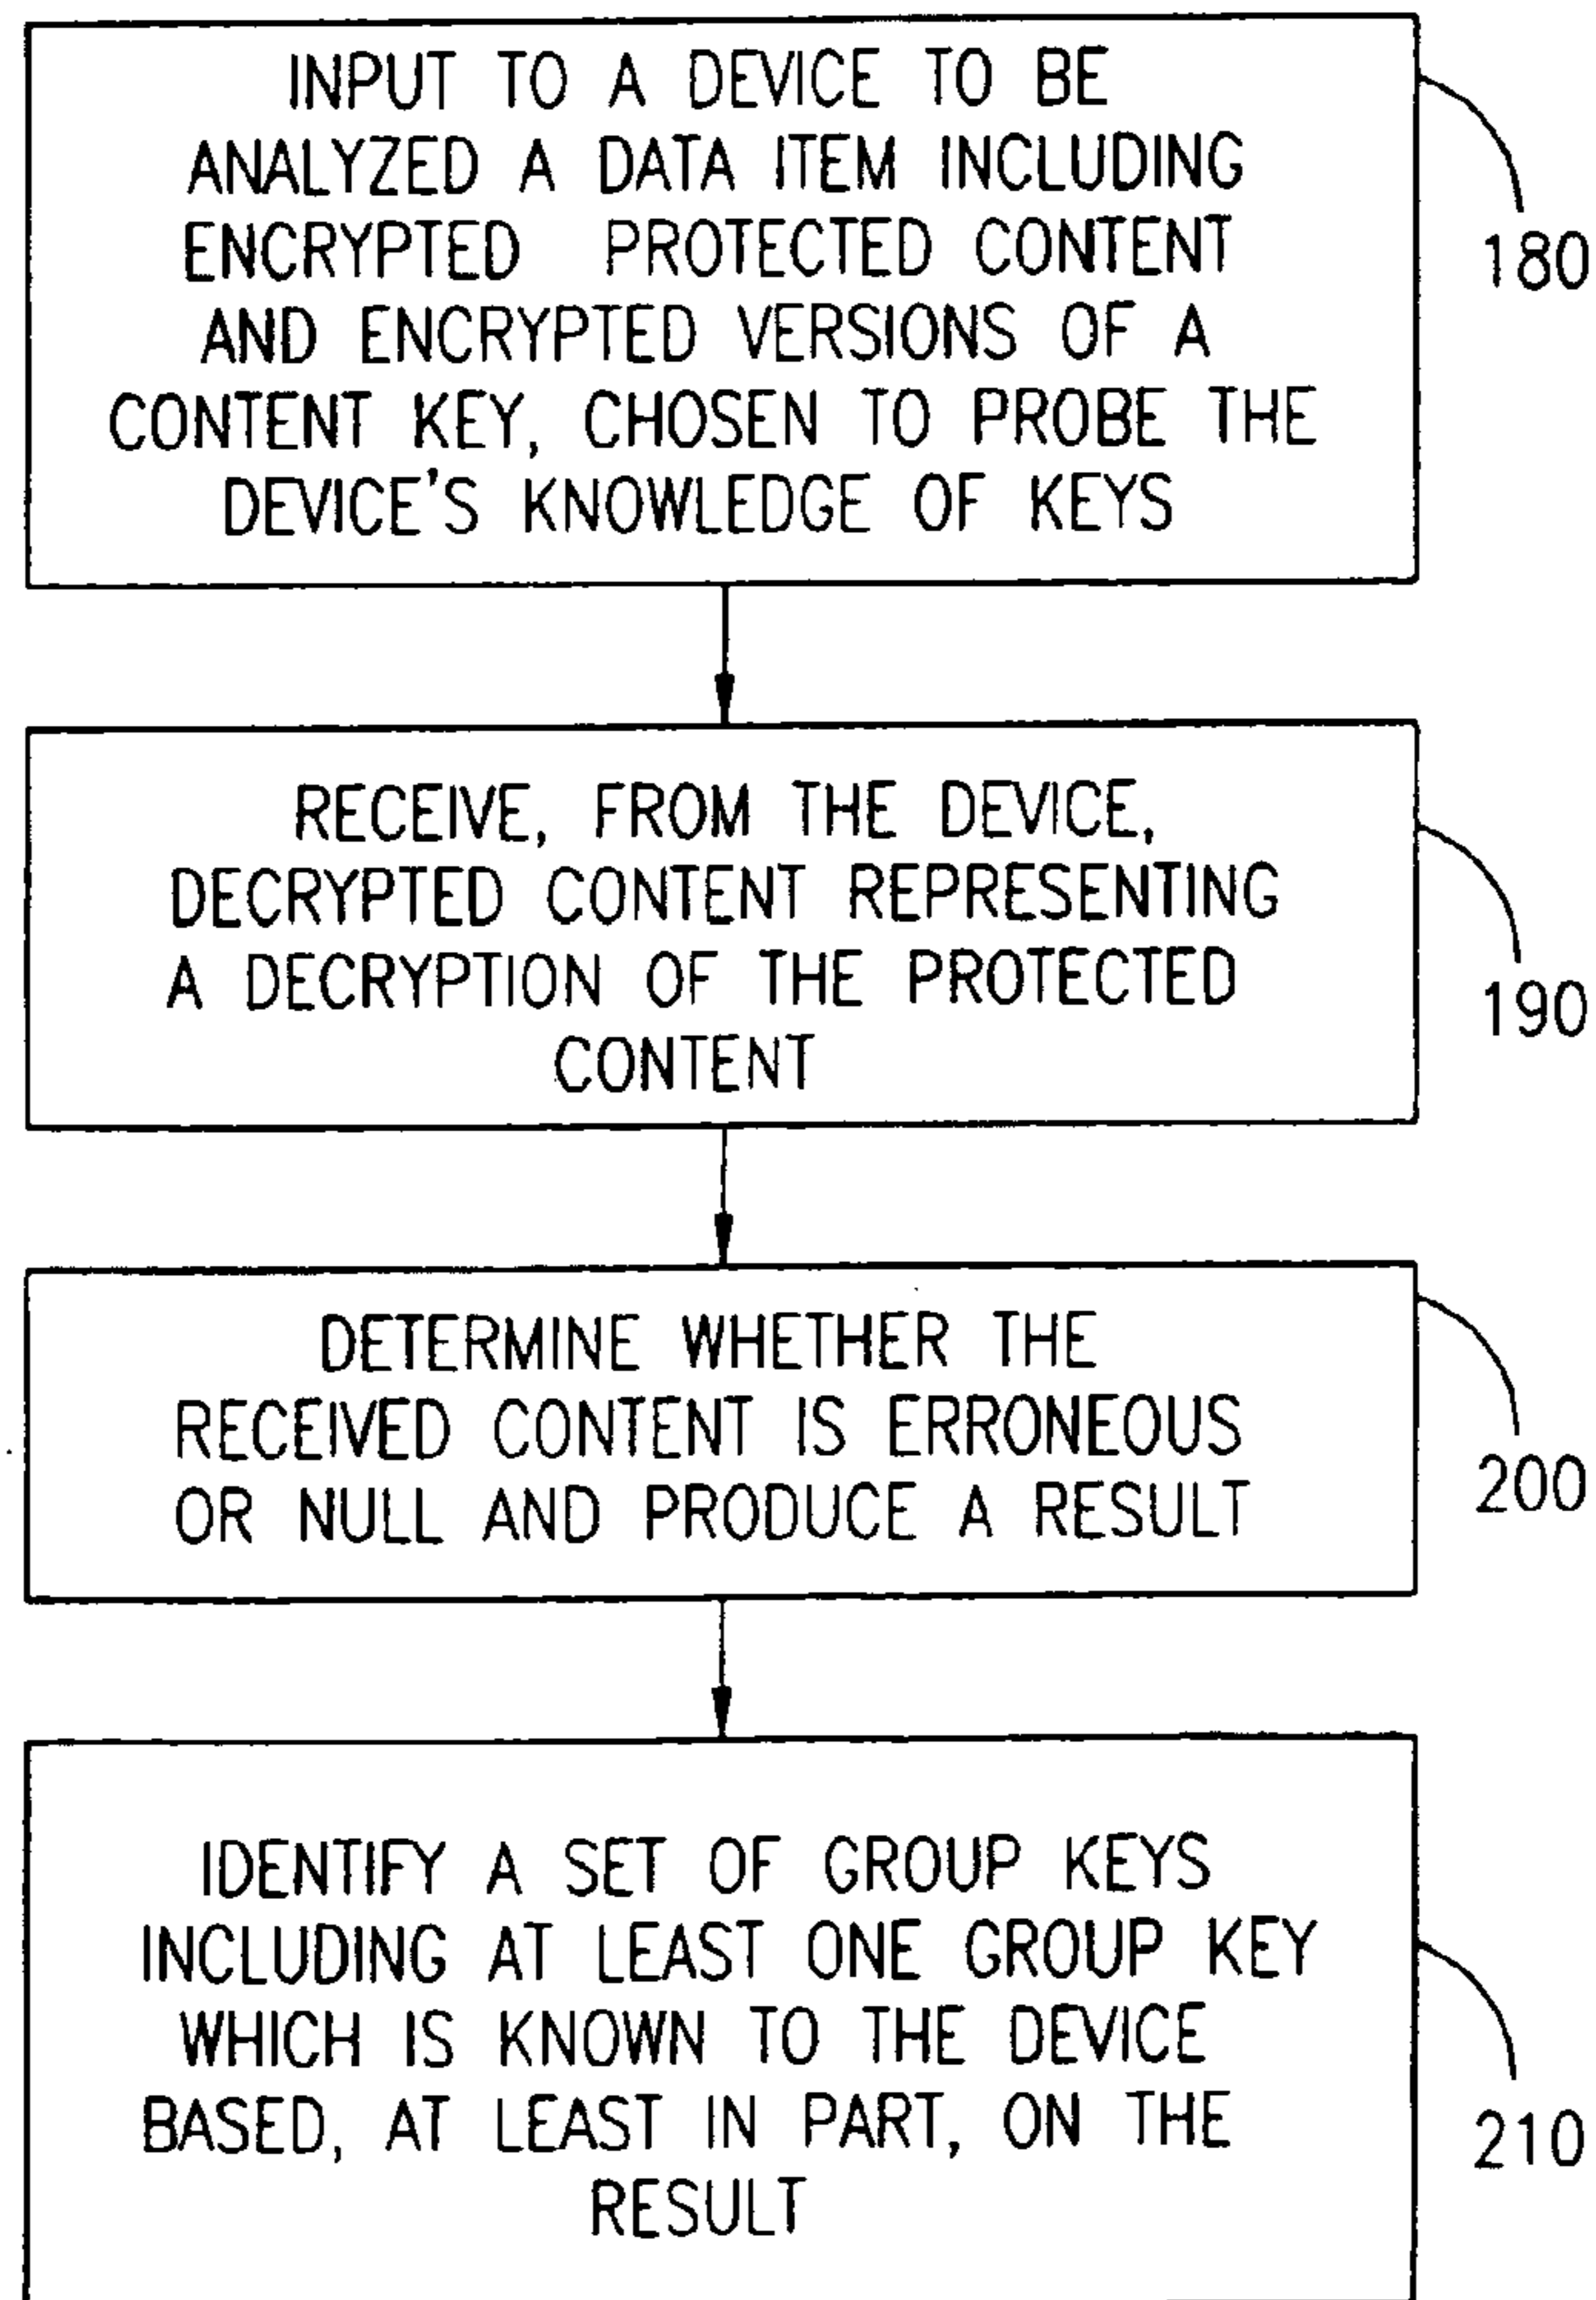 INPUT TO A DEVICE TO BE
ANALYZED A DATA ITEM INCLUDING
ENCRYPTED PROTECTED CONTENT
AND ENCRYPTED VERSIONS OF A
CONTENT KEY, CHOSEN TO PROBE THE
DEVICE'S KNOWLEDGE OF KEYS
180
RECEIVE, FROM THE DEVICE,
DECRYPTED CONTENT REPRESENTING
A DECRYPTION OF THE PROTECTED
CONTENT
190
DETERMINE WHETHER THE
RECEIVED CONTENT IS ERRONEOUS
OR NULL AND PRODUCE A RESULT
200
IDENTIFY A SET OF GROUP KEYS
INCLUDING AT LEAST ONE GROUP KEY
WHICH IS KNOWN TO THE DEVICE
BASED, AT LEAST IN PART, ON THE
RESULT
210